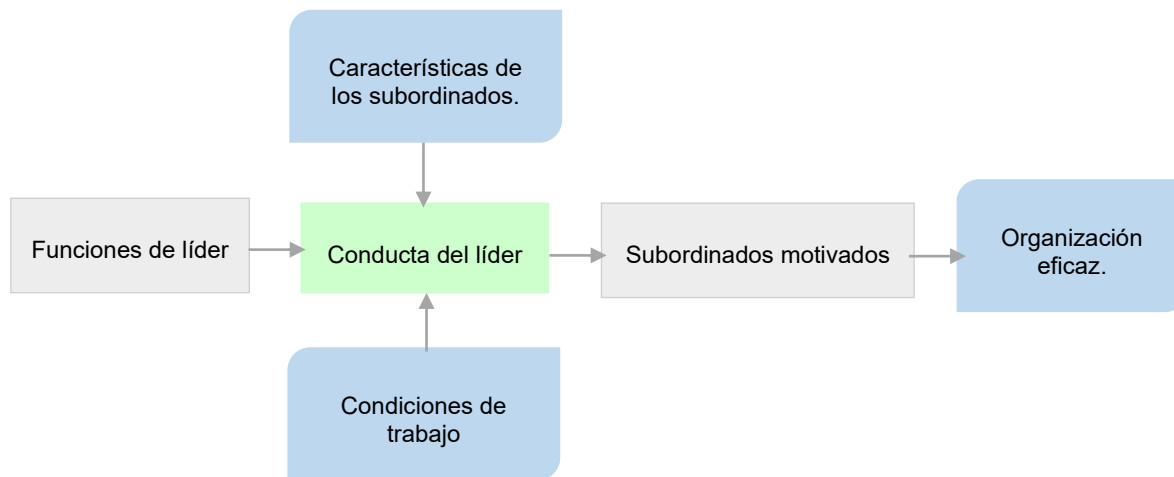 Características de
los subordinados.
Funciones de líder
Conducta del líder
Subordinados motivados
Organización
eficaz.
Condiciones de
trabajo